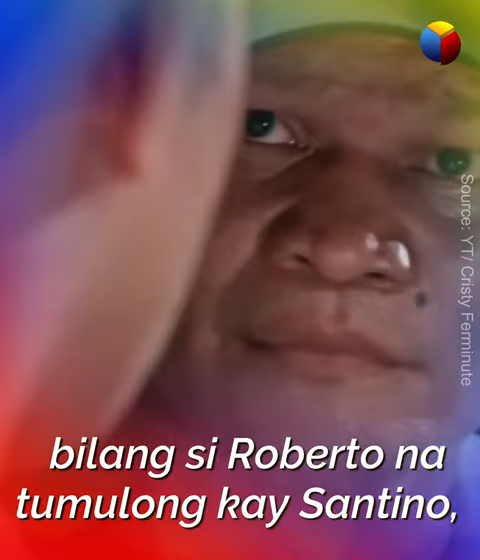 Source: YT/ Cristy Ferminute
bilang si Roberto na
tumulong kay Santino,